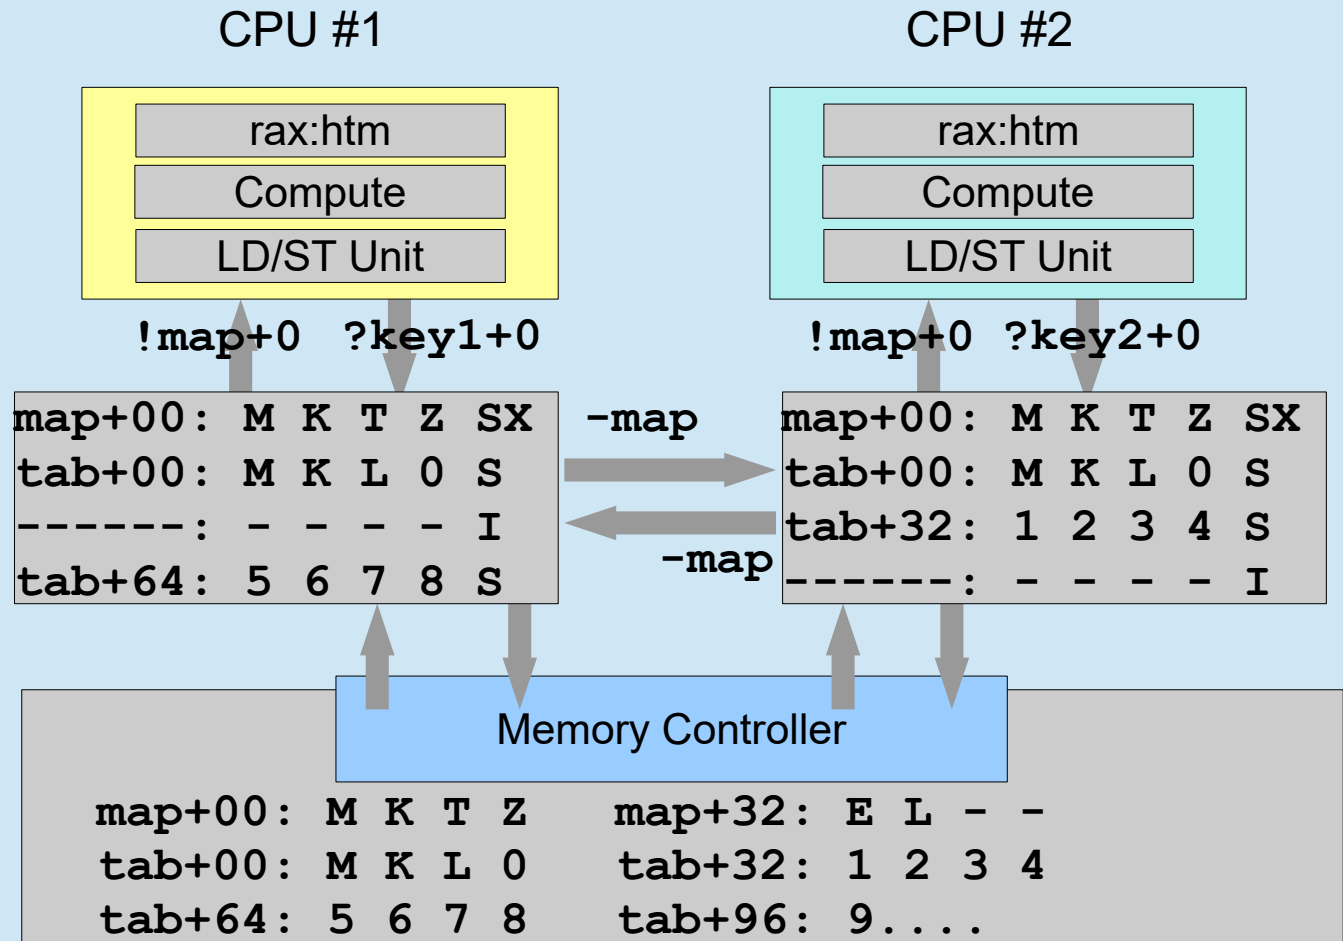 CPU #1 CPU #2
rax:htm rax:htm
Compute Compute
LD/ST Unit LD/ST Unit
!map+0 ?key1+0 !map+0 ?key2+0
map+00: M K T Z SX -map map+00: M K T Z SX
tab+00: M K L 0 S tab+00: M K L 0 S
------: - - - - I tab+32: 1 2 3 4 S
-map
tab+64: 5 6 7 8 S ------: - - - - I
Memory Controller
map+00: M K T Z map+32: E L - -
tab+00: M K L 0 tab+32: 1 2 3 4
tab+64: 5 6 7 8 tab+96: 9....